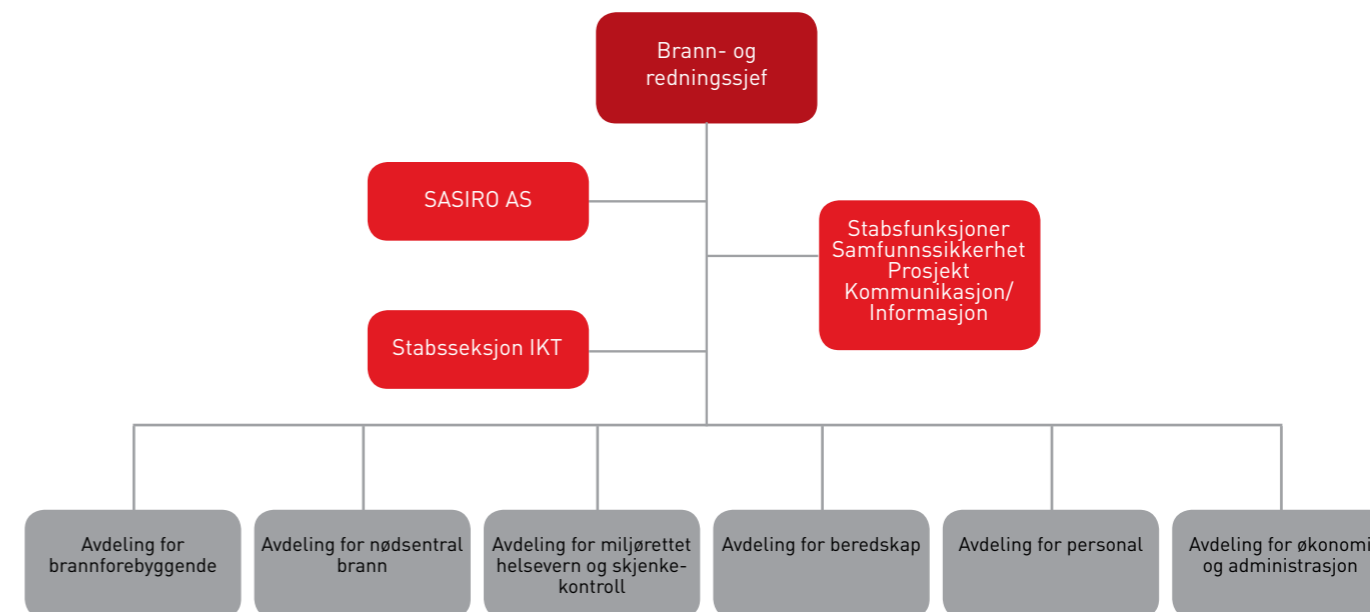 Brann- og
redningssjef
SASIRO AS
Stabsfunksjoner
Samfunnssikkerhet
Prosjekt
Kommunikasjon/
Informasjon
Stabsseksjon IKT
Avdeling for
brannforebyggende
Avdeling for nødsentral
brann
Avdeling for miljørettet
helsevern og skjenke-
kontroll
Avdeling for beredskap
Avdeling for personal
Avdeling for økonomi
og administrasjon